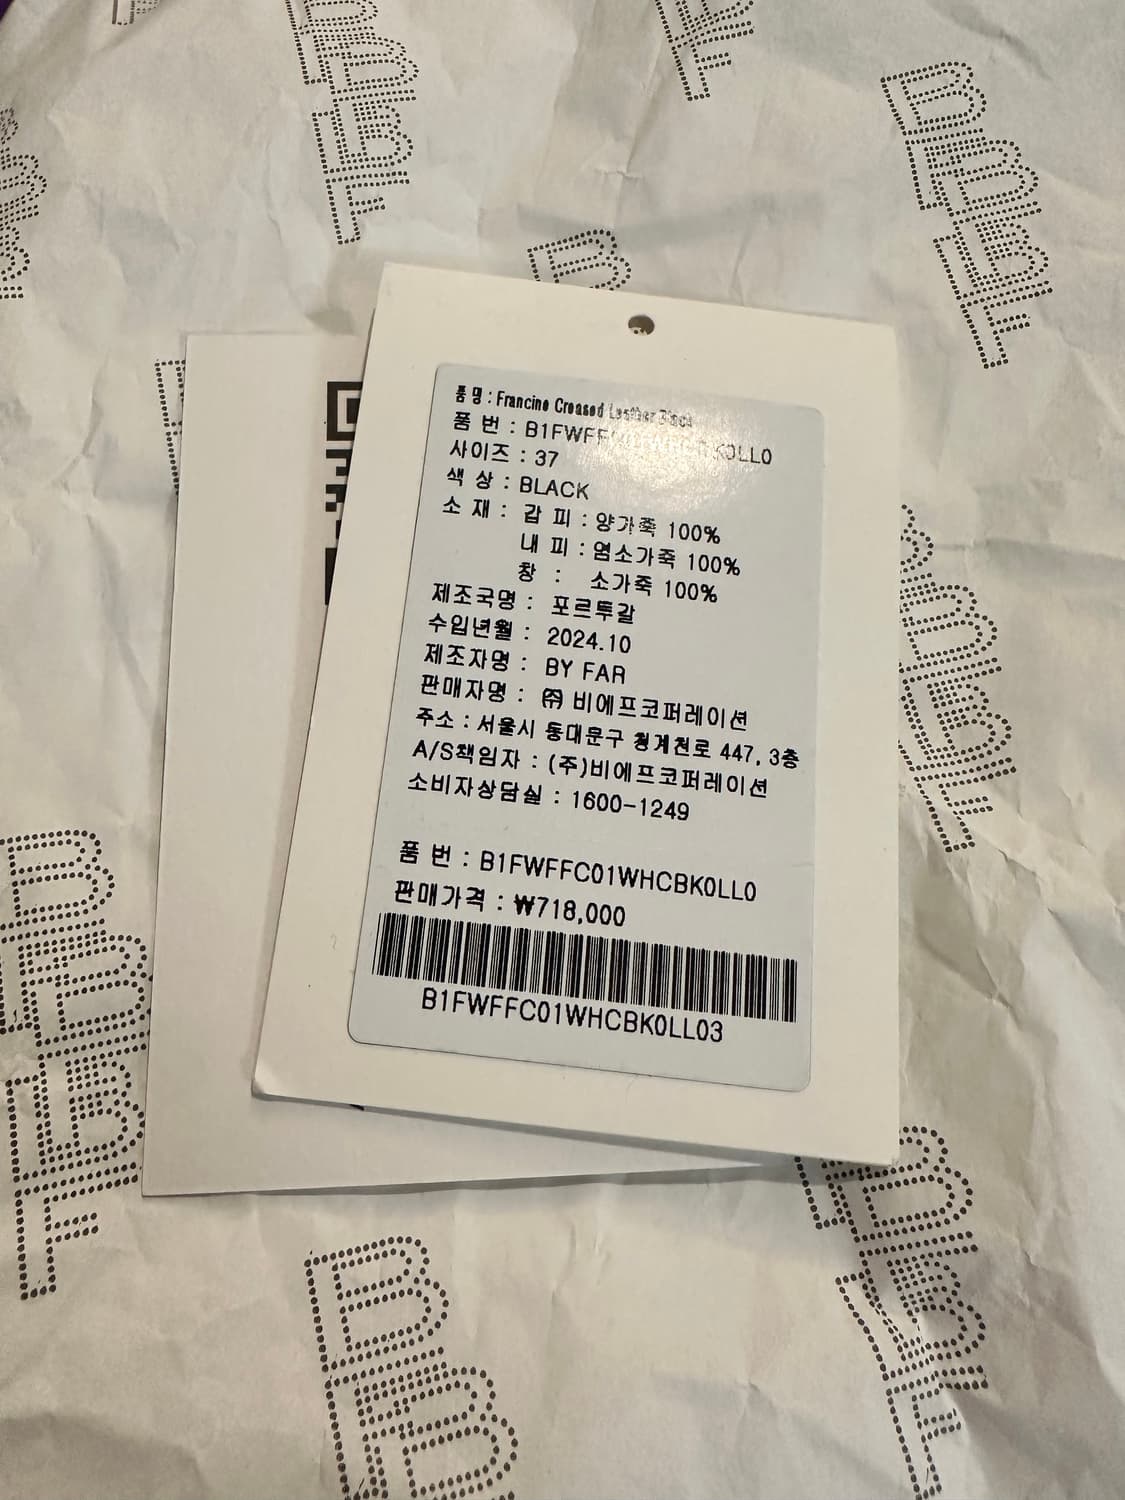 품 명 : Francine Creased Leather Black
품 번 : B1FWFFC01WHCBK0LL0
사이즈 : 37
색 상 : BLACK
소 재 : 갑 피 : 양가죽 100%
내 피 : 염소가죽 100%
창 : 소가죽 100%
제조국명 : 포르투갈
수입년월 : 2024.10
제조자명 : BY FAR
판매자명 : ㈜ 비에프코퍼레이션
주소 : 서울시 동대문구 청계천로 447, 3층
A/S책임자 : (주)비에프코퍼레이션
소비자상담실 : 1600-1249
품 번 : B1FWFFC01WHCBK0LL0
판매가격 : ₩718,000
B1FWFFC01WHCBK0LL03